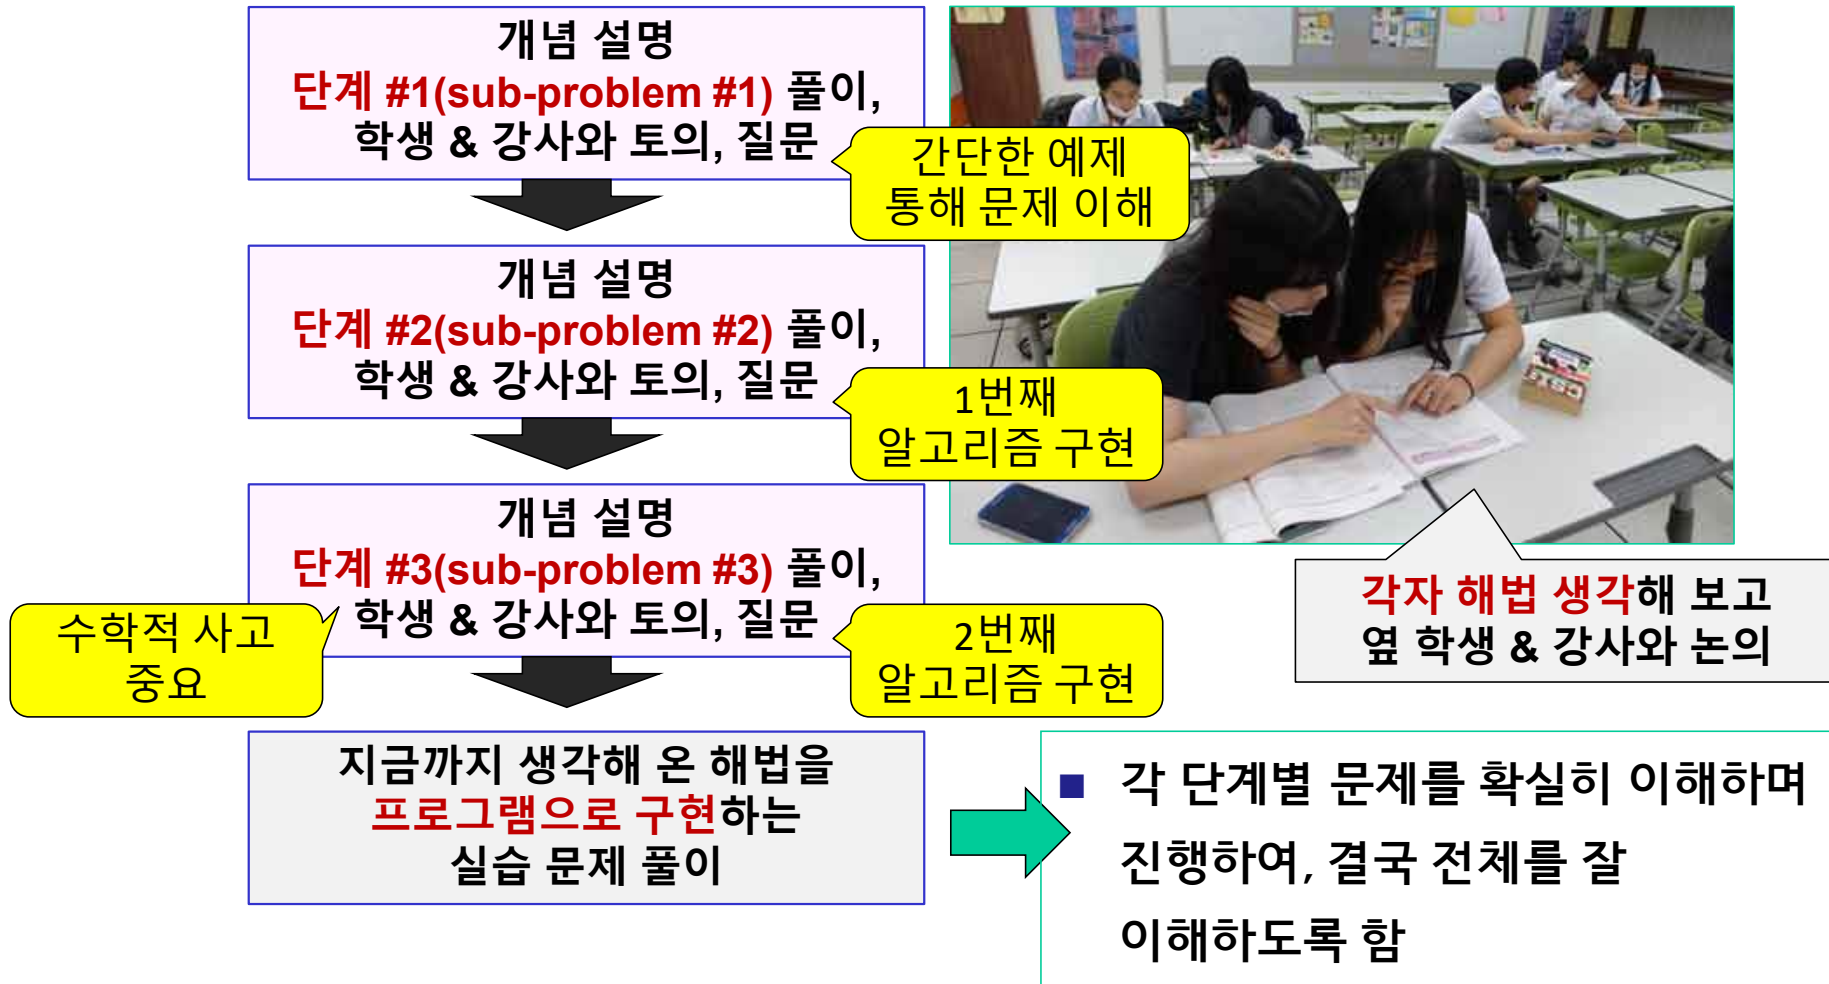 개념 설명
단계 #1(sub-problem #1) 풀이,
학생 & 강사와 토의, 질문
간단한 예제
통해 문제 이해
개념 설명
단계 #2(sub-problem #2) 풀이,
학생 & 강사와 토의, 질문
1번째
알고리즘 구현
개념 설명
단계 #3(sub-problem #3) 풀이,
학생 & 강사와 토의, 질문
수학적 사고
중요
2번째
알고리즘 구현
각자 해법 생각해 보고
옆 학생 & 강사와 논의
지금까지 생각해 온 해법을
프로그램으로 구현하는
실습 문제 풀이
■ 각 단계별 문제를 확실히 이해하며
진행하여, 결국 전체를 잘
이해하도록 함